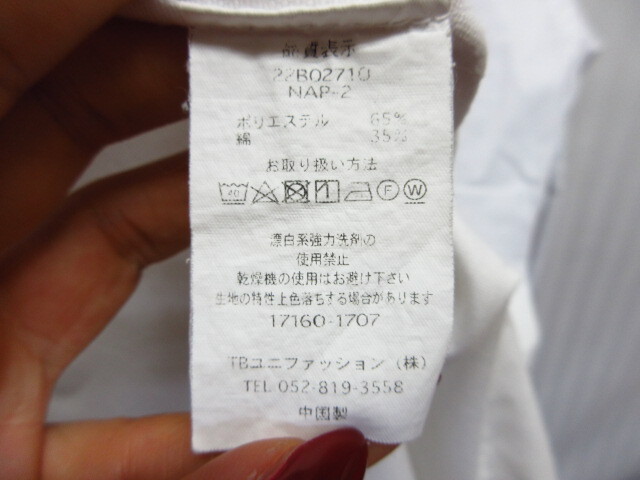 品質表示
22B02710
NAP-2
ポリエステル 65%
綿 35%
お取り扱い方法
40 F W
漂白系強力洗剤の
使用禁止
乾燥機の使用はお避け下さい
生地の特性上色落ちする場合があります
17160-1707
TBユニファッション（株）
TEL 052-819-3558
中国製